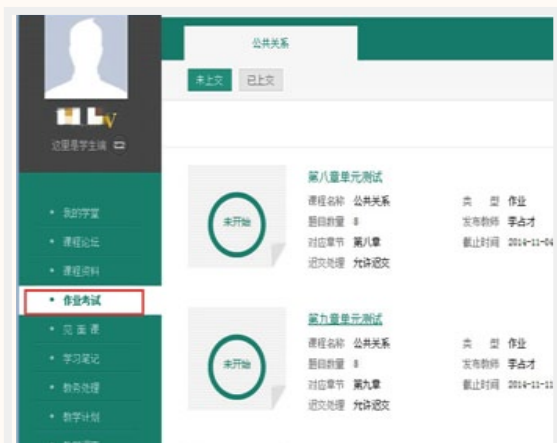 公共关系
未上交 已上交
这里是学生端
我的学堂
课程论坛
课程资料
作业考试
见面课
学习笔记
教务处理
教学计划
第八章单元测试
未开始
课程名称 公共关系 类 型 作业
题目数量 8 发布教师 李占才
对应章节 第八章 截止时间 2014-11-04
迟交处理 允许迟交
第九章单元测试
未开始
课程名称 公共关系 类 型 作业
题目数量 8 发布教师 李占才
对应章节 第九章 截止时间 2014-11-11
迟交处理 允许迟交